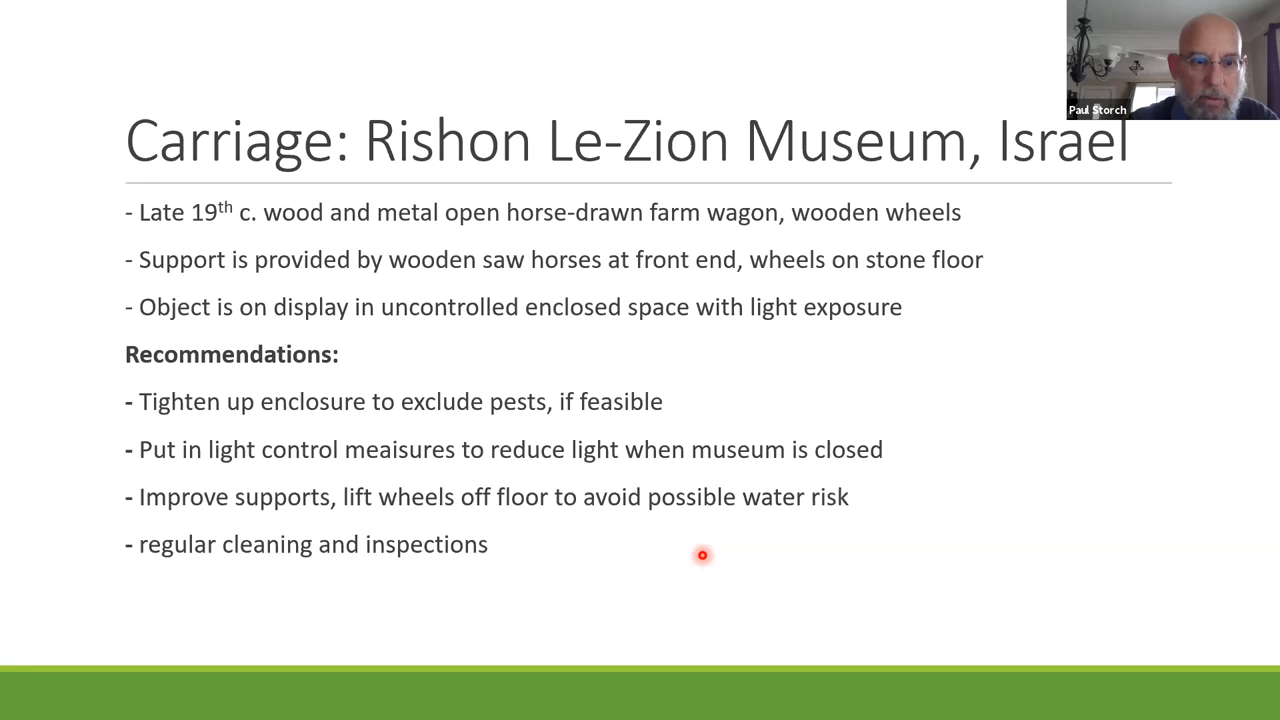 Paul Storch
Carriage: Rishon Le-Zion Museum, Israel
- Late 19th c. wood and metal open horse-drawn farm wagon, wooden wheels
- Support is provided by wooden saw horses at front end, wheels on stone floor
- Object is on display in uncontrolled enclosed space with light exposure
Recommendations:
- Tighten up enclosure to exclude pests, if feasible
- Put in light control meaisures to reduce light when museum is closed
- Improve supports, lift wheels off floor to avoid possible water risk
- regular cleaning and inspections